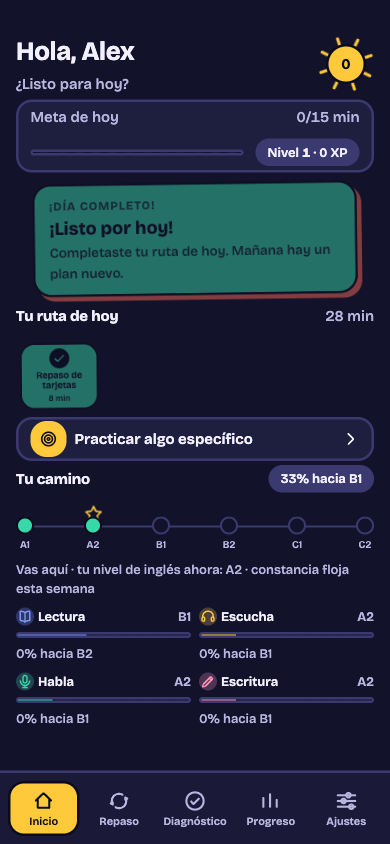 Hola, Alex
0
¿Listo para hoy?
Meta de hoy
0/15 min
Nivel 1 · 0 XP
¡DÍA COMPLETO!
¡Listo por hoy!
Completaste tu ruta de hoy. Mañana hay un
plan nuevo.
Tu ruta de hoy
28 min
Repaso de
tarjetas
8 min
Practicar algo específico
Tu camino
33% hacia B1
A1
A2
B1
B2
C1
C2
Vas aquí · tu nivel de inglés ahora: A2 · constancia floja
esta semana
Lectura
B1
0% hacia B2
Escucha
A2
0% hacia B1
Habla
A2
0% hacia B1
Escritura
A2
0% hacia B1
Inicio
Repaso
Diagnóstico
Progreso
Ajustes